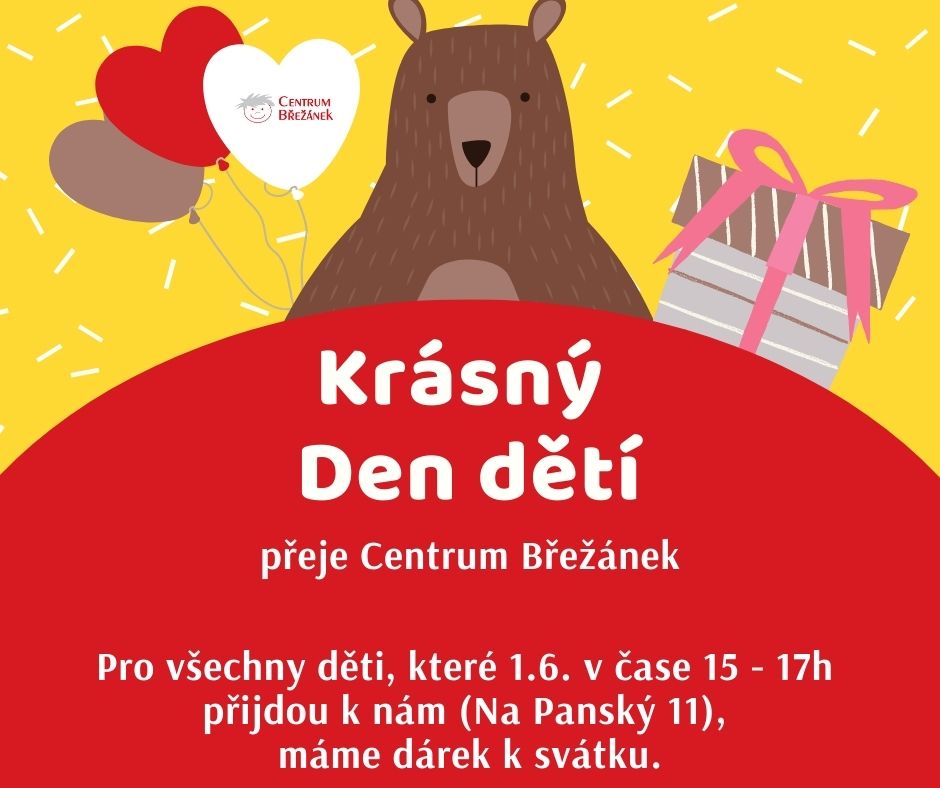 Centrum
Břežánek
Krásný
Den dětí
přeje Centrum Břežánek
Pro všechny děti, které 1.6. v čase 15 - 17h
přijdou k nám (Na Panský 11),
máme dárek k svátku.